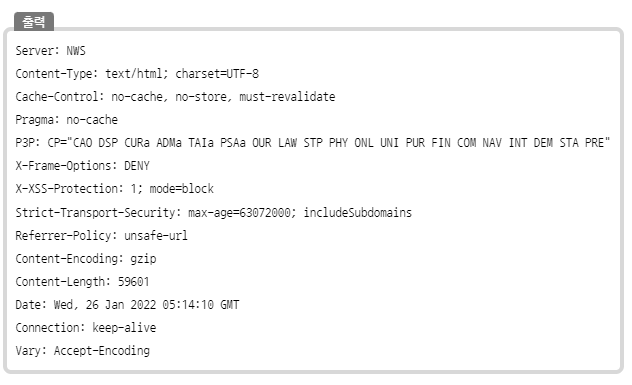 출력
Server: NWS
Content-Type: text/html; charset=UTF-8
Cache-Control: no-cache, no-store, must-revalidate
Pragma: no-cache
P3P: CP="CAO DSP CURa ADMa TAIa PSAa OUR LAW STP PHY ONL UNI PUR FIN COM NAV INT DEM STA PRE"
X-Frame-Options: DENY
X-XSS-Protection: 1; mode=block
Strict-Transport-Security: max-age=63072000; includeSubdomains
Referrer-Policy: unsafe-url
Content-Encoding: gzip
Content-Length: 59601
Date: Wed, 26 Jan 2022 05:14:10 GMT
Connection: keep-alive
Vary: Accept-Encoding